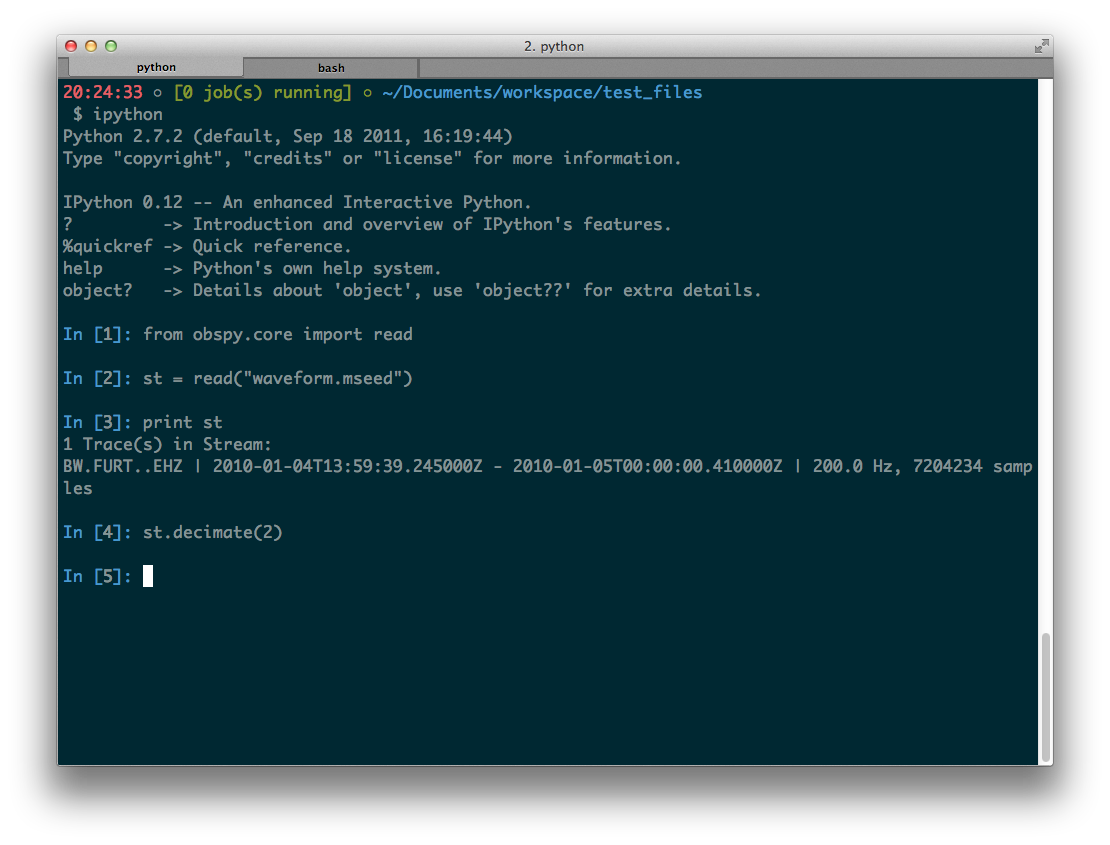 2. python
python bash
20:24:33 ○ [0 job(s) running] ○ ~/Documents/workspace/test_files
$ ipython
Python 2.7.2 (default, Sep 18 2011, 16:19:44)
Type "copyright", "credits" or "license" for more information.
IPython 0.12 -- An enhanced Interactive Python.
?         -> Introduction and overview of IPython's features.
%quickref -> Quick reference.
help      -> Python's own help system.
object?   -> Details about 'object', use 'object??' for extra details.
In [1]: from obspy.core import read
In [2]: st = read("waveform.mseed")
In [3]: print st
1 Trace(s) in Stream:
BW.FURT..EHZ | 2010-01-04T13:59:39.245000Z - 2010-01-05T00:00:00.410000Z | 200.0 Hz, 7204234 samp
les
In [4]: st.decimate(2)
In [5]: